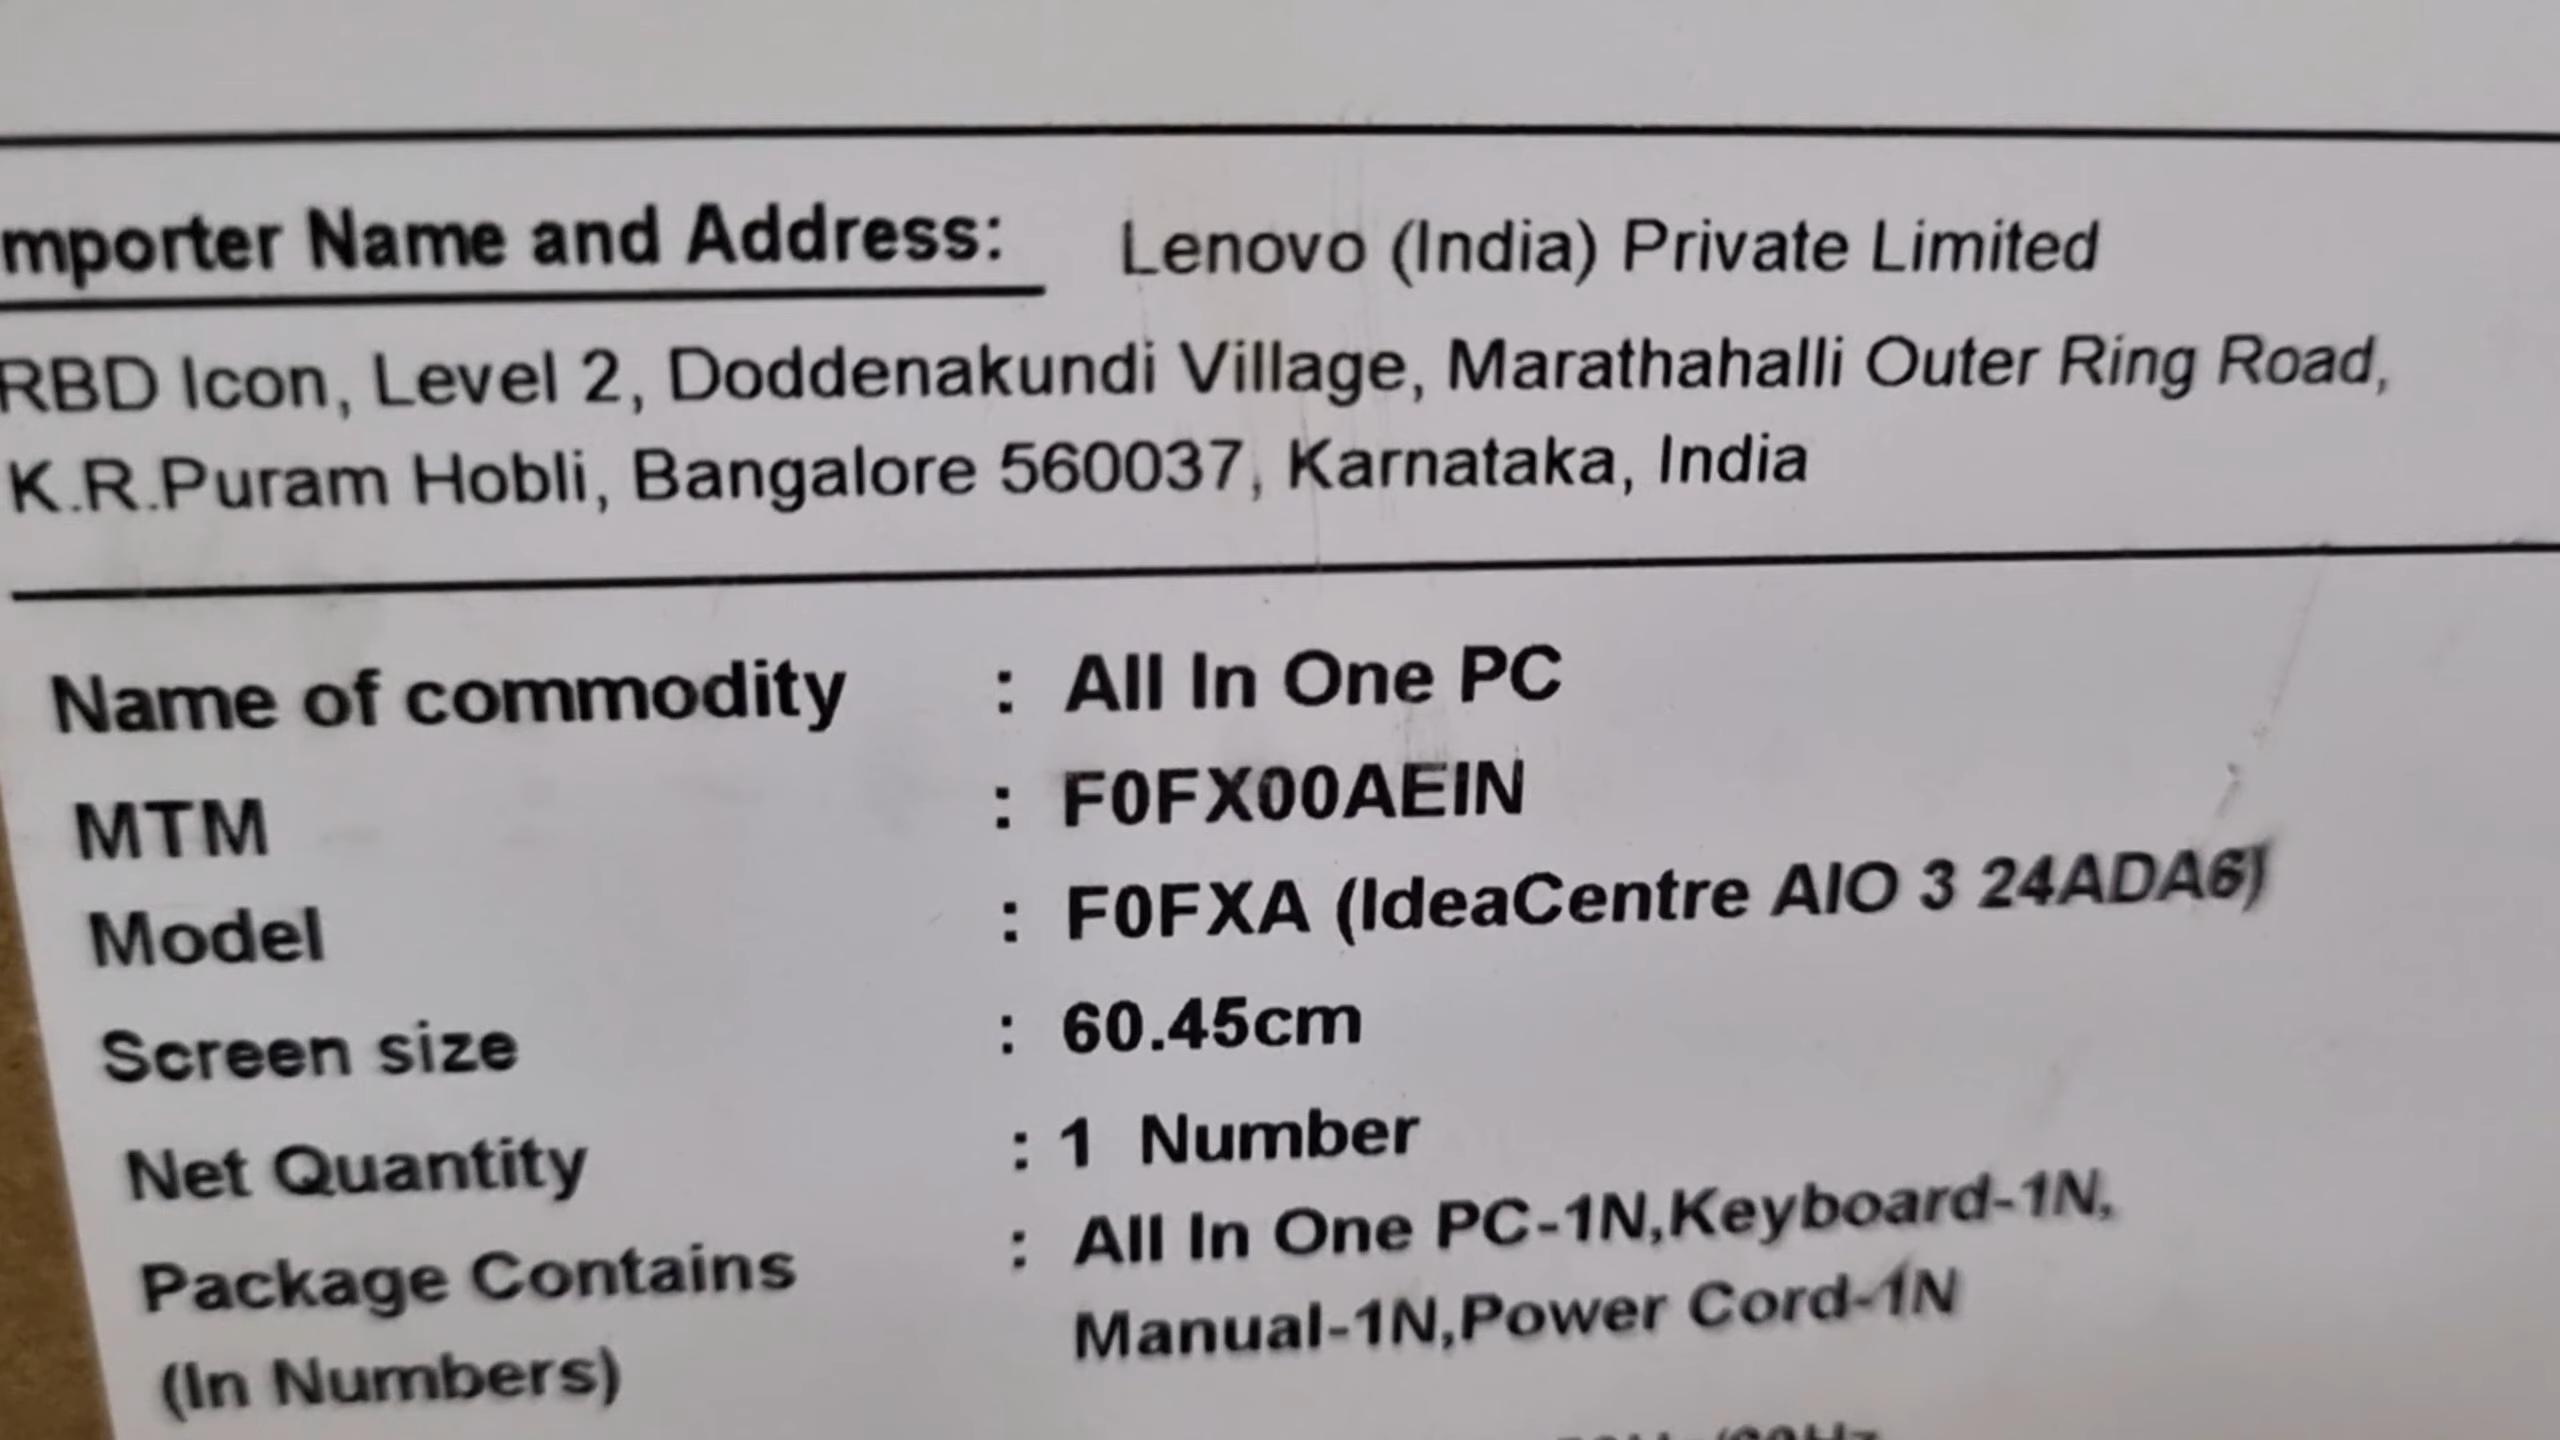 mporter Name and Address: Lenovo (India) Private Limited
RBD Icon, Level 2, Doddenakundi Village, Marathahalli Outer Ring Road,
K.R.Puram Hobli, Bangalore 560037, Karnataka, India
Name of commodity : All In One PC
MTM : F0FX00AEIN
Model : F0FXA (IdeaCentre AIO 3 24ADA6)
Screen size : 60.45cm
Net Quantity : 1 Number
Package Contains : All In One PC-1N,Keyboard-1N,
(In Numbers) Manual-1N,Power Cord-1N